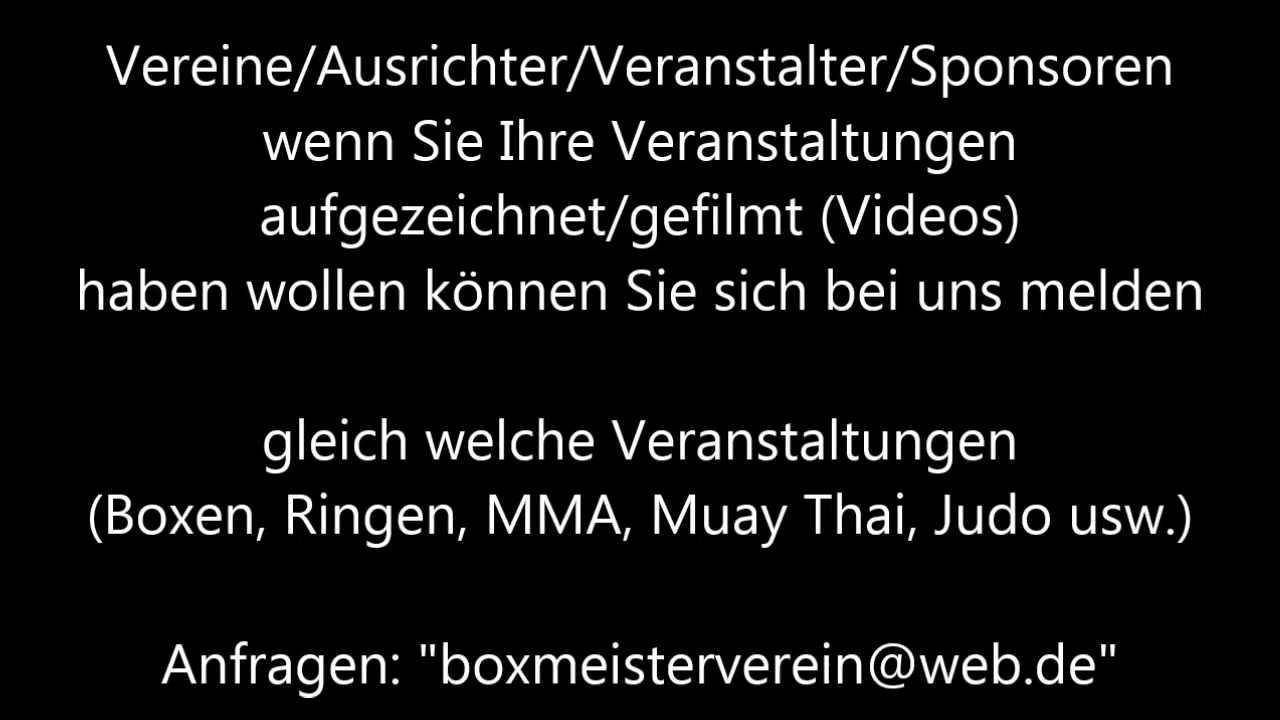 Vereine/Ausrichter/Veranstalter/Sponsoren
wenn Sie Ihre Veranstaltungen
aufgezeichnet/gefilmt (Videos)
haben wollen können Sie sich bei uns melden
gleich welche Veranstaltungen
(Boxen, Ringen, MMA, Muay Thai, Judo usw.)
Anfragen: "boxmeisterverein@web.de"